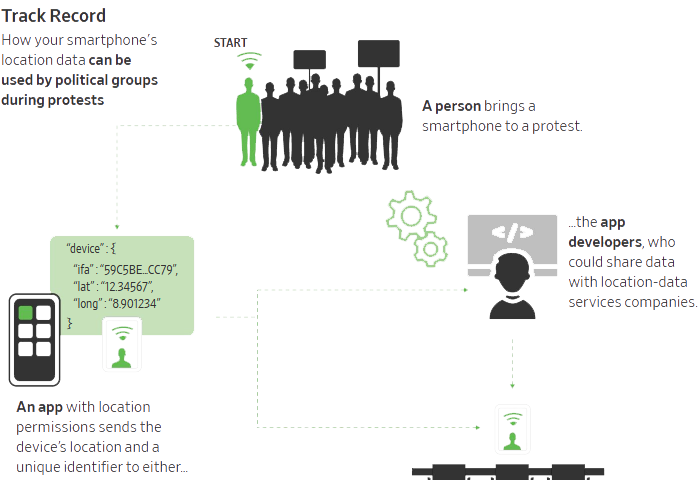 Track Record
How your smartphone's
location data can be
used by political groups
during protests
START
A person brings a
smartphone to a protest.
"device" : {
"ifa" : "59C5BE...CC79",
"lat" : "12.34567",
"long" : "8.901234"
}
</>
...the app
developers, who
could share data
with location-data
services companies.
An app with location
permissions sends the
device's location and a
unique identifier to either...